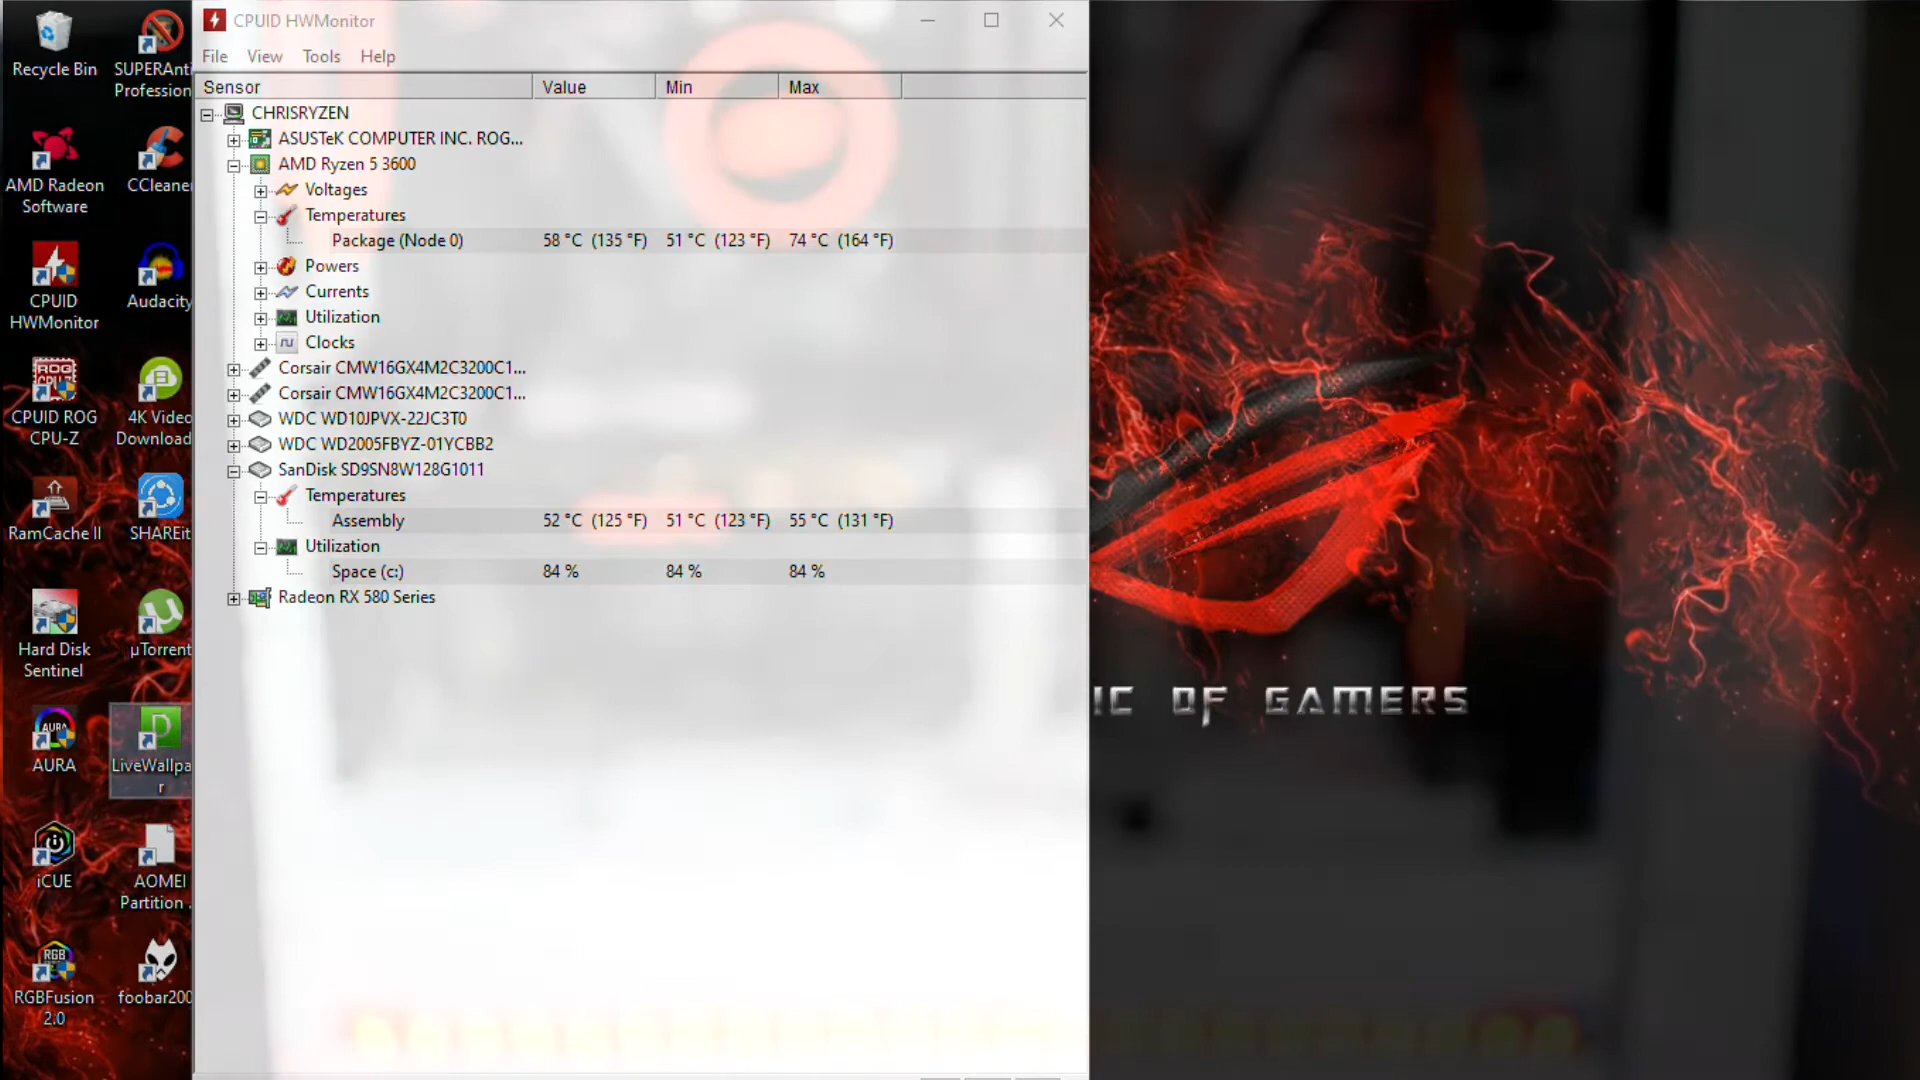 Recycle Bin
SUPERAnti
Profession
AMD Radeon
Software
CCleaner
CPUID
HWMonitor
Audacity
CPUID ROG
CPU-Z
4K Video
Download
RamCache II
SHAREit
Hard Disk
Sentinel
µTorrent
AURA
LiveWallpa
r
iCUE
AOMEI
Partition .
RGBFusion
2.0
foobar200
CPUID HWMonitor
File View Tools Help
Sensor Value Min Max
CHRISRYZEN
ASUSTeK COMPUTER INC. ROG...
AMD Ryzen 5 3600
Voltages
Temperatures
Package (Node 0) 58 °C (135 °F) 51 °C (123 °F) 74 °C (164 °F)
Powers
Currents
Utilization
Clocks
Corsair CMW16GX4M2C3200C1...
Corsair CMW16GX4M2C3200C1...
WDC WD10JPVX-22JC3T0
WDC WD2005FBYZ-01YCBB2
SanDisk SD9SN8W128G1011
Temperatures
Assembly 52 °C (125 °F) 51 °C (123 °F) 55 °C (131 °F)
Utilization
Space (c:) 84 % 84 % 84 %
Radeon RX 580 Series
IC OF GAMERS